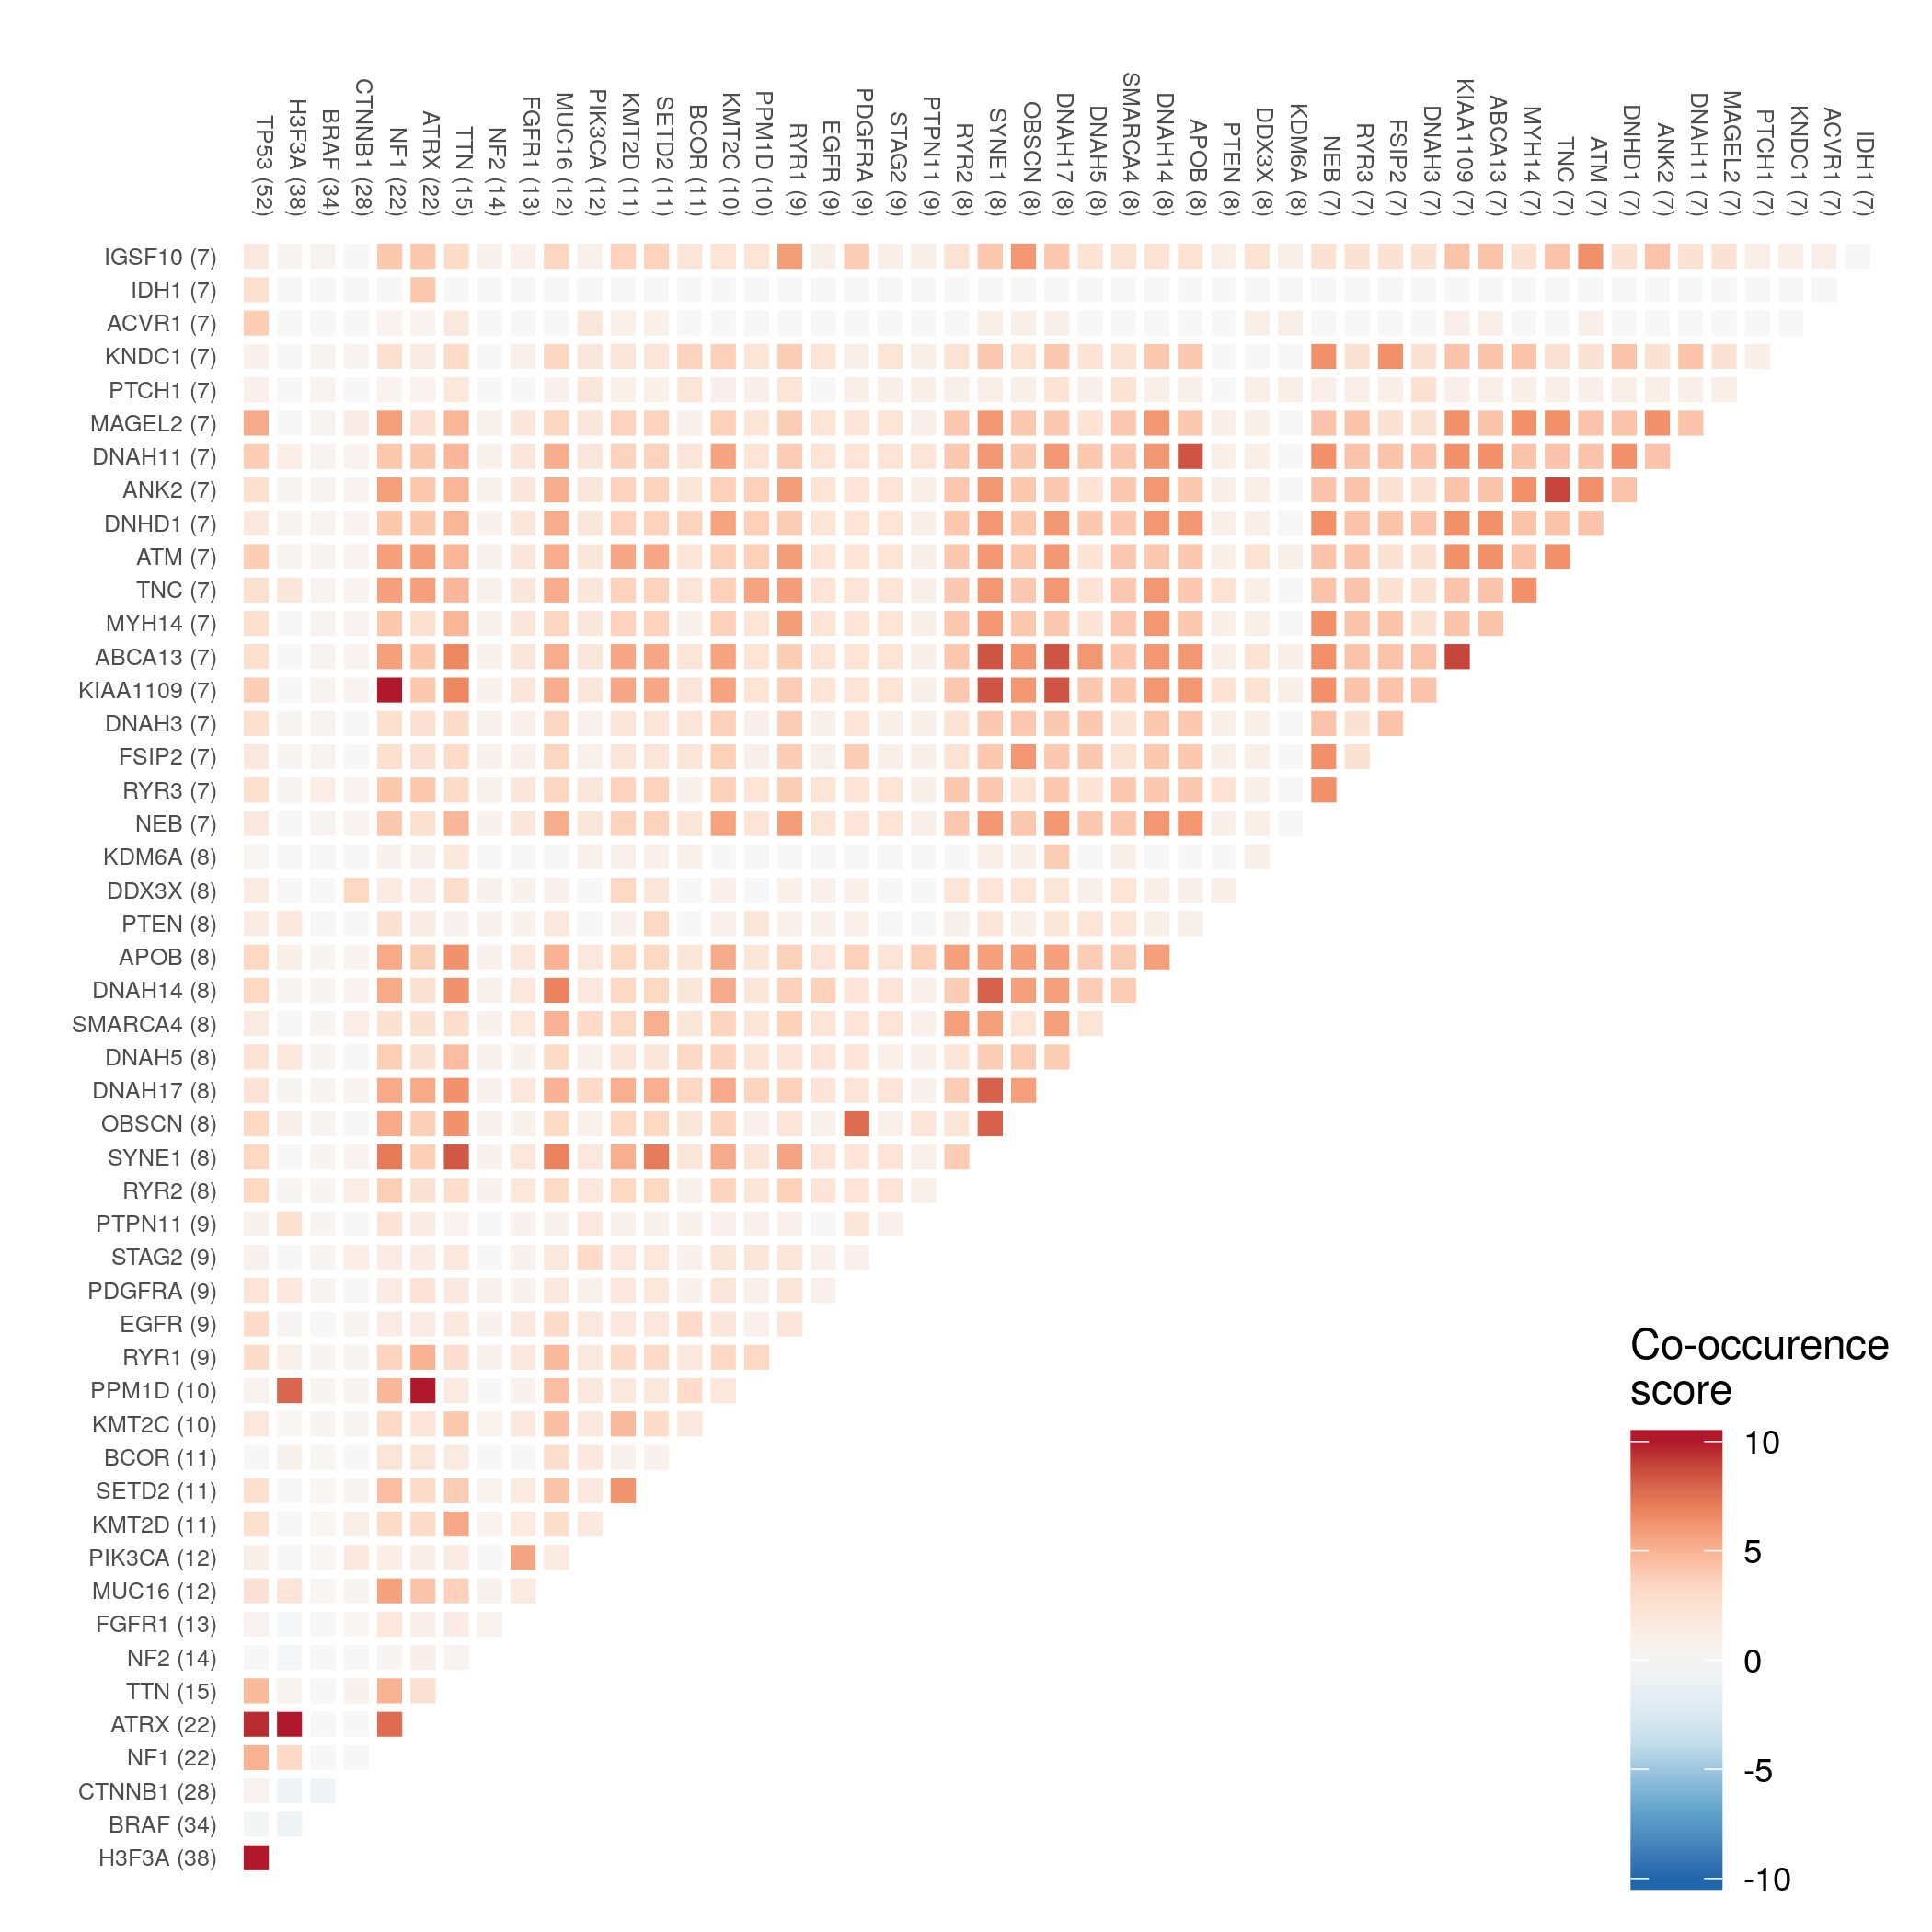 TP53 (52)
H3F3A (38)
BRAF (34)
CTNNB1 (28)
NF1 (22)
ATRX (22)
TTN (15)
NF2 (14)
FGFR1 (13)
MUC16 (12)
PIK3CA (12)
KMT2D (11)
SETD2 (11)
BCOR (11)
KMT2C (10)
PPM1D (10)
RYR1 (9)
EGFR (9)
PDGFRA (9)
STAG2 (9)
PTPN11 (9)
RYR2 (8)
SYNE1 (8)
OBSCN (8)
DNAH17 (8)
DNAH5 (8)
SMARCA4 (8)
DNAH14 (8)
APOB (8)
PTEN (8)
DDX3X (8)
KDM6A (8)
NEB (7)
RYR3 (7)
FSIP2 (7)
DNAH3 (7)
KIAA1109 (7)
ABCA13 (7)
MYH14 (7)
TNC (7)
ATM (7)
DNHD1 (7)
ANK2 (7)
DNAH11 (7)
MAGEL2 (7)
PTCH1 (7)
KNDC1 (7)
ACVR1 (7)
IDH1 (7)
IGSF10 (7)
IDH1 (7)
ACVR1 (7)
KNDC1 (7)
PTCH1 (7)
MAGEL2 (7)
DNAH11 (7)
ANK2 (7)
DNHD1 (7)
ATM (7)
TNC (7)
MYH14 (7)
ABCA13 (7)
KIAA1109 (7)
DNAH3 (7)
FSIP2 (7)
RYR3 (7)
NEB (7)
KDM6A (8)
DDX3X (8)
PTEN (8)
APOB (8)
DNAH14 (8)
SMARCA4 (8)
DNAH5 (8)
DNAH17 (8)
OBSCN (8)
SYNE1 (8)
RYR2 (8)
PTPN11 (9)
STAG2 (9)
PDGFRA (9)
EGFR (9)
RYR1 (9)
PPM1D (10)
KMT2C (10)
BCOR (11)
SETD2 (11)
KMT2D (11)
PIK3CA (12)
MUC16 (12)
FGFR1 (13)
NF2 (14)
TTN (15)
ATRX (22)
NF1 (22)
CTNNB1 (28)
BRAF (34)
H3F3A (38)
Co-occurence
score
10
5
0
-5
-10